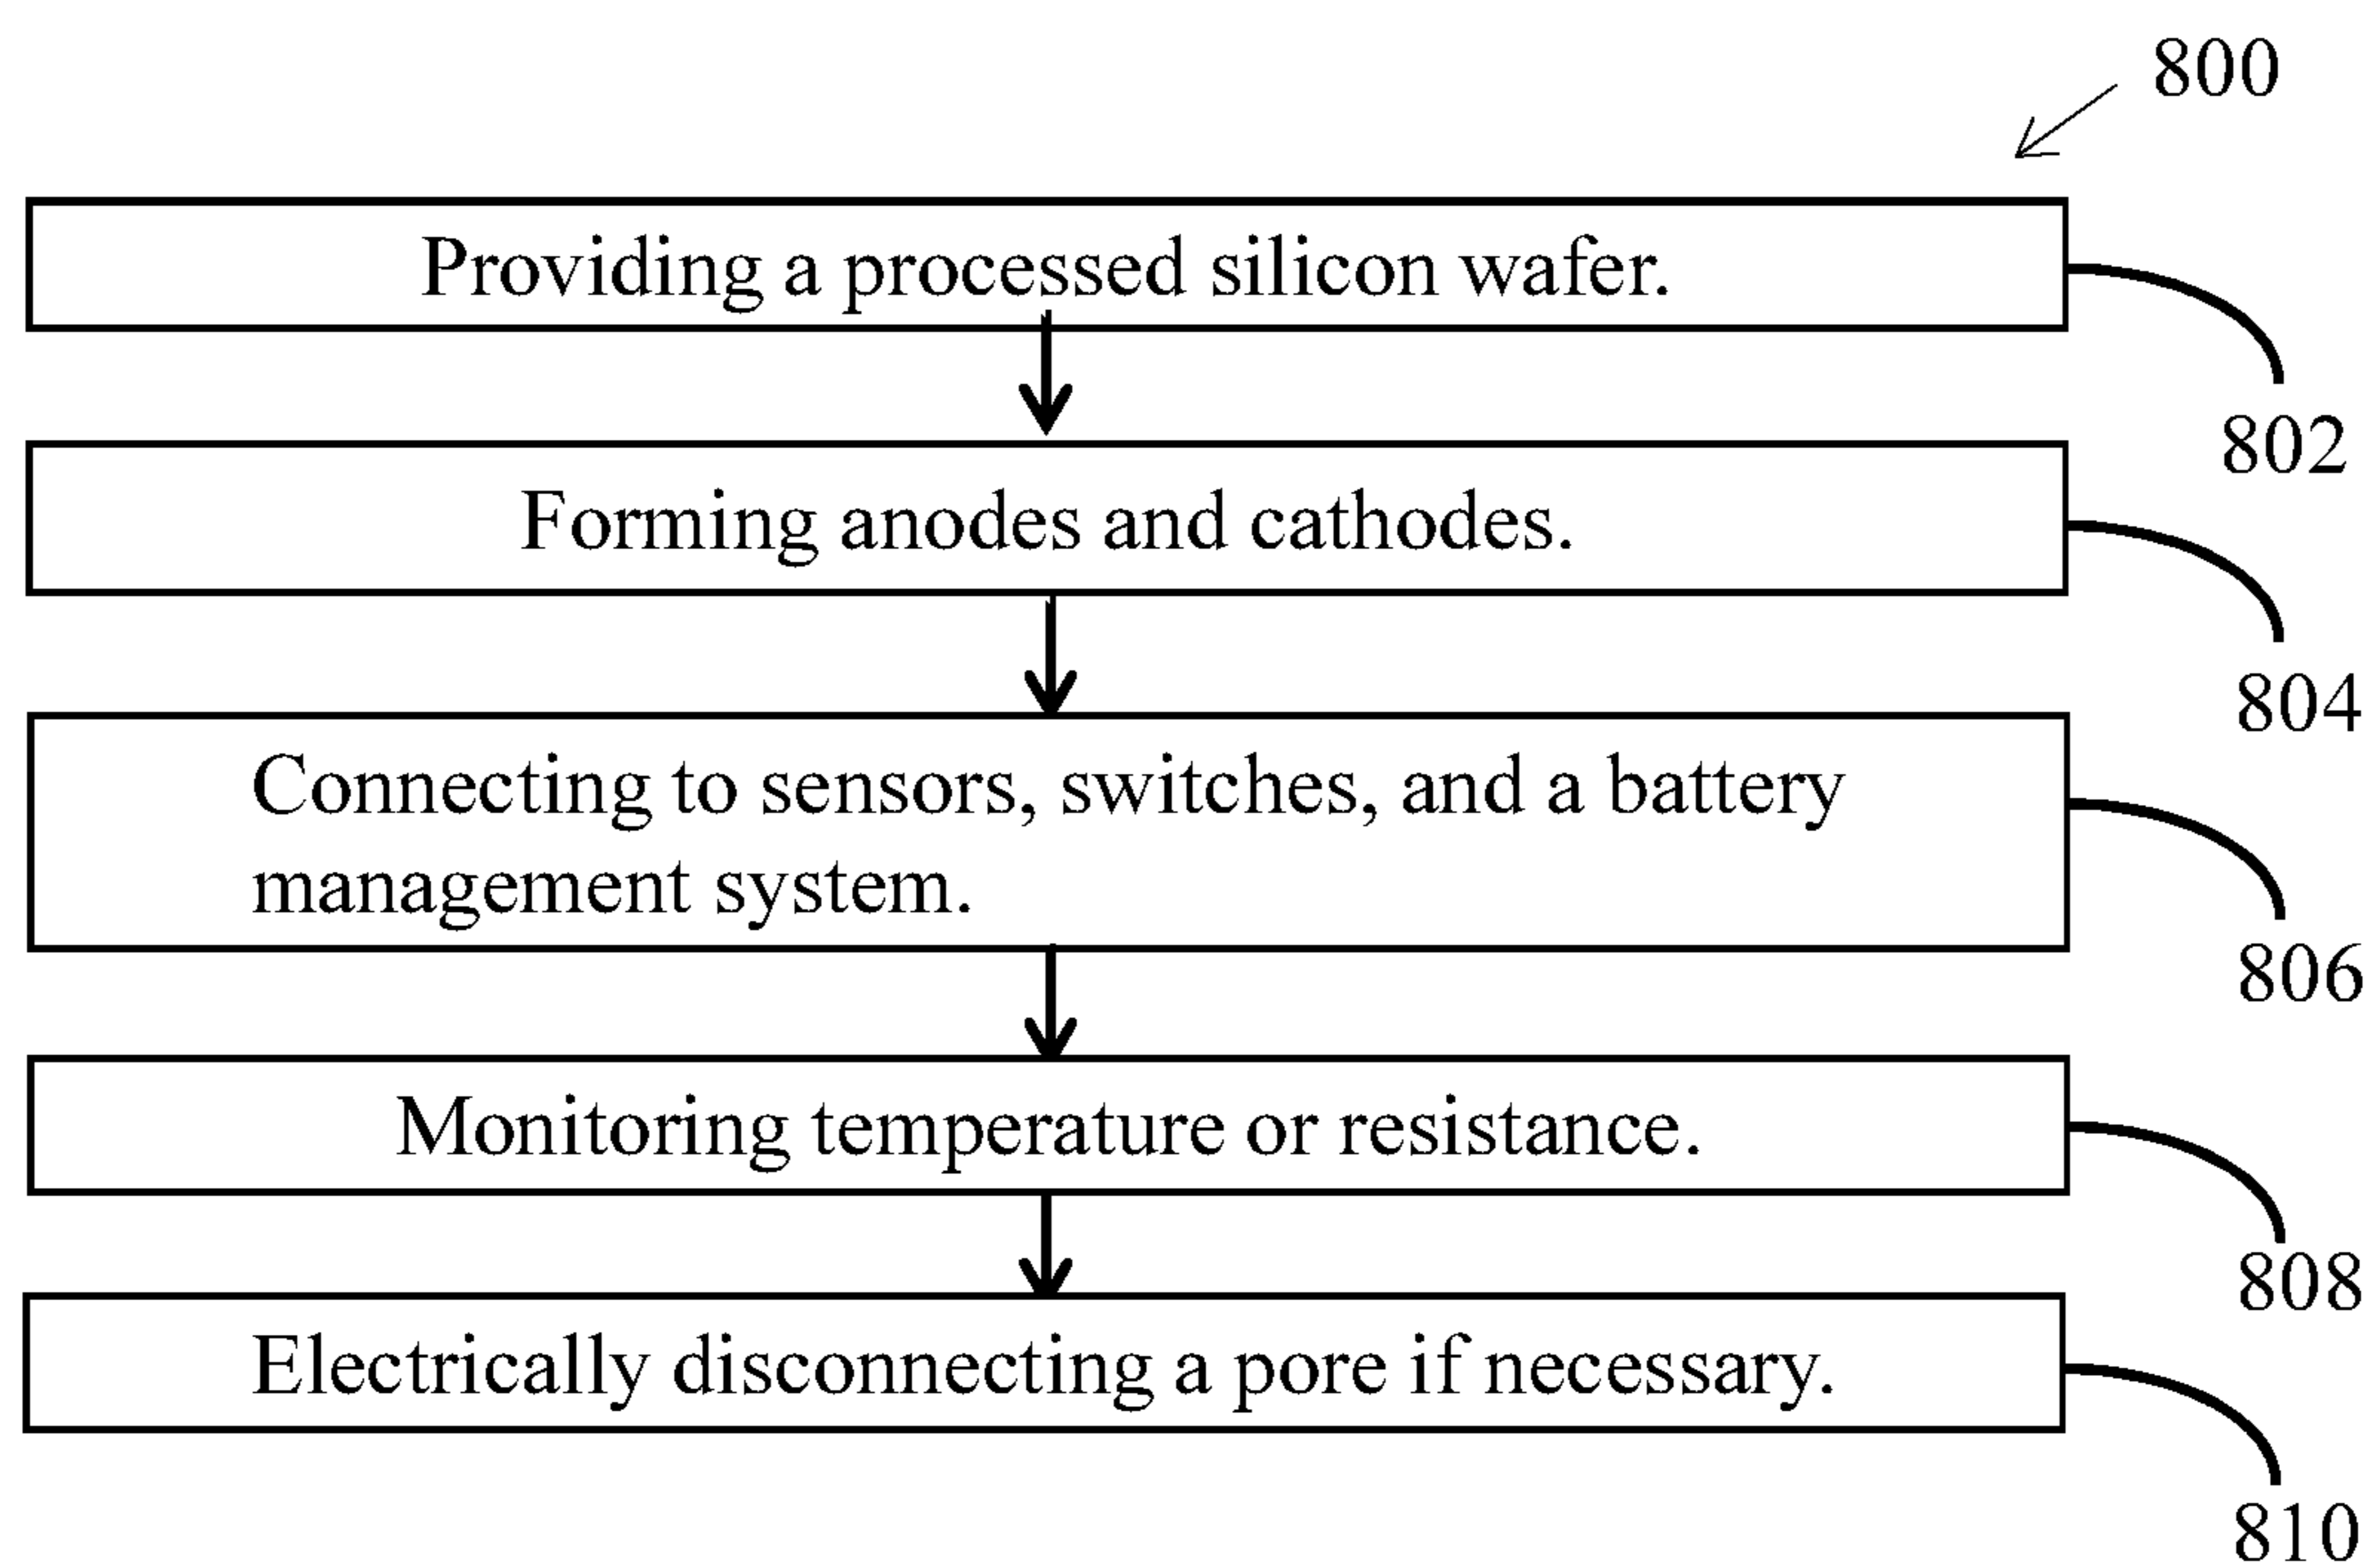 800
Providing a processed silicon wafer.
802
Forming anodes and cathodes.
804
Connecting to sensors, switches, and a battery
management system.
806
Monitoring temperature or resistance.
808
Electrically disconnecting a pore if necessary.
810